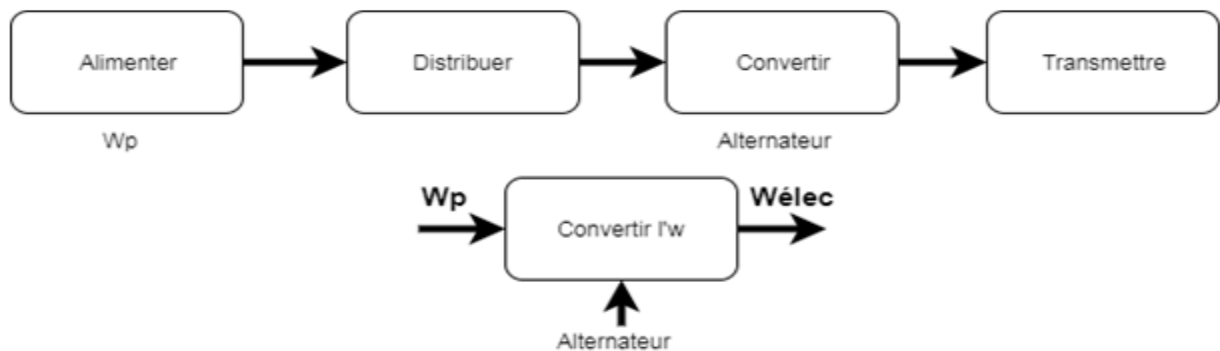 Alimenter
Distribuer
Convertir
Transmettre
Wp
Alternateur
Wp
Wélec
Convertir l'w
Alternateur